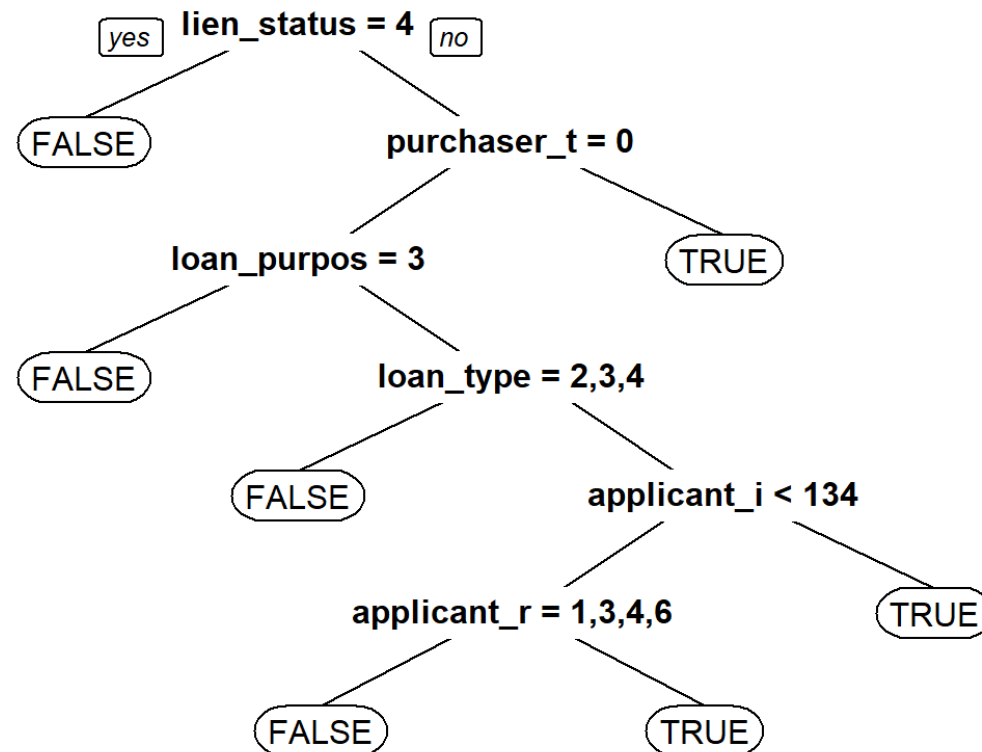 yes lien_status = 4 no
FALSE
purchaser_t = 0
loan_purpos = 3
TRUE
FALSE
loan_type = 2,3,4
FALSE
applicant_i < 134
applicant_r = 1,3,4,6
TRUE
FALSE
TRUE